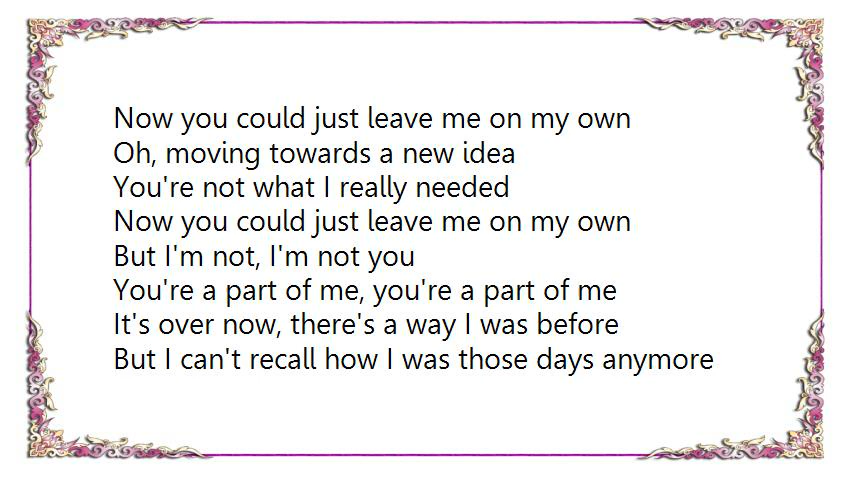 Now you could just leave me on my own
Oh, moving towards a new idea
You're not what I really needed
Now you could just leave me on my own
But I'm not, I'm not you
You're a part of me, you're a part of me
It's over now, there's a way I was before
But I can't recall how I was those days anymore